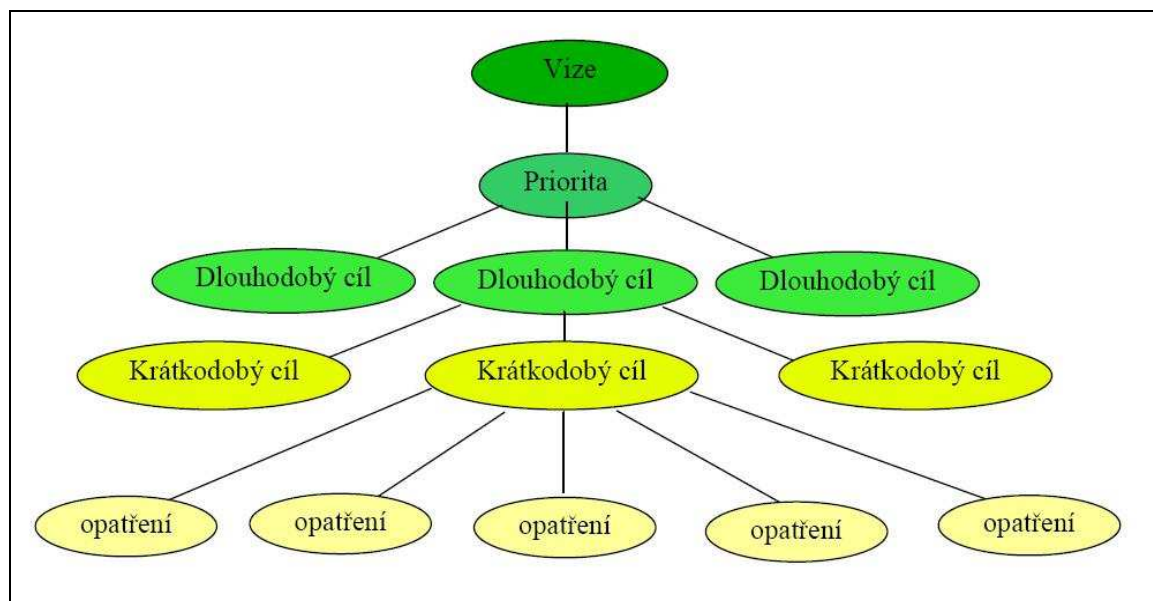 Vize
Priorita
Dlouhodobý cíl
Dlouhodobý cíl
Dlouhodobý cíl
Krátkodobý cíl
Krátkodobý cíl
Krátkodobý cíl
opatření
opatření
opatření
opatření
opatření